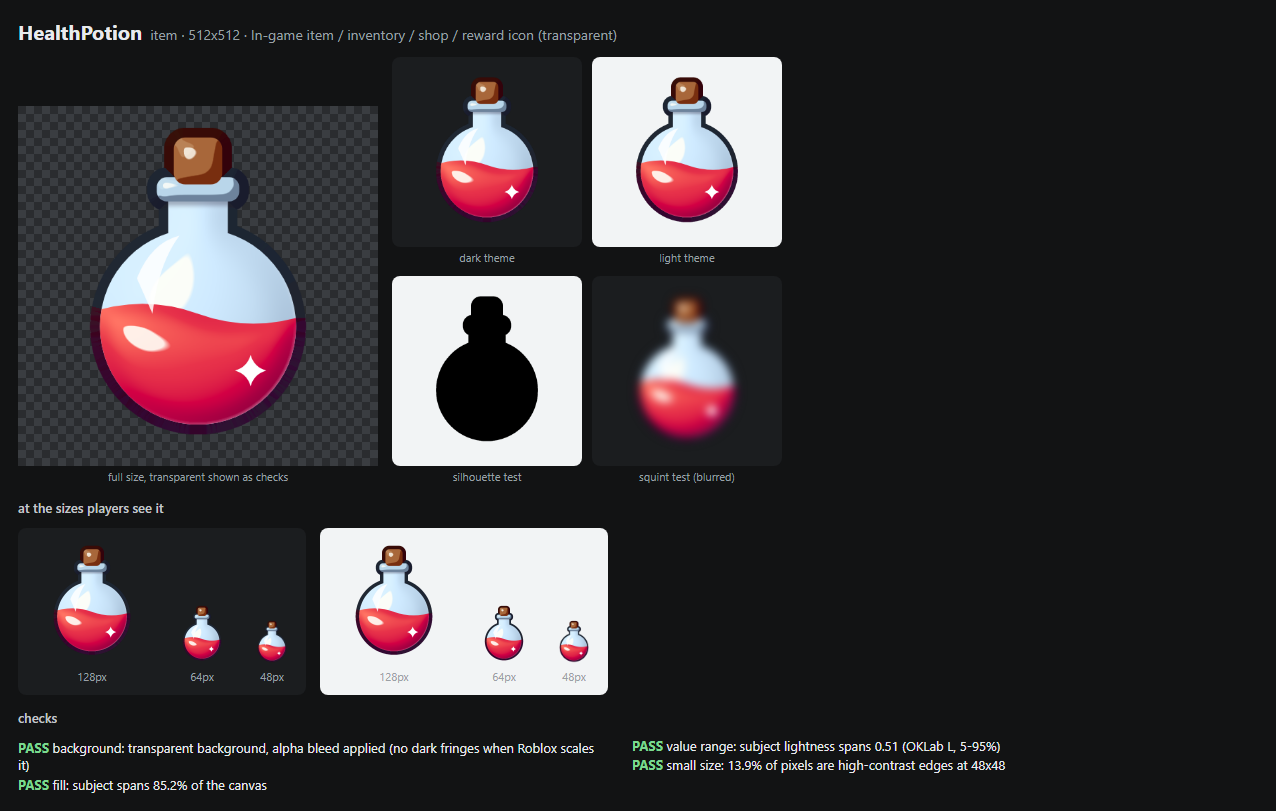 HealthPotion item · 512x512 · In-game item / inventory / shop / reward icon (transparent)
dark theme
light theme
full size, transparent shown as checks
silhouette test
squint test (blurred)
at the sizes players see it
128px
64px
48px
128px
64px
48px
checks
PASS background: transparent background, alpha bleed applied (no dark fringes when Roblox scales
it)
PASS fill: subject spans 85.2% of the canvas
PASS value range: subject lightness spans 0.51 (OKLab L, 5-95%)
PASS small size: 13.9% of pixels are high-contrast edges at 48x48